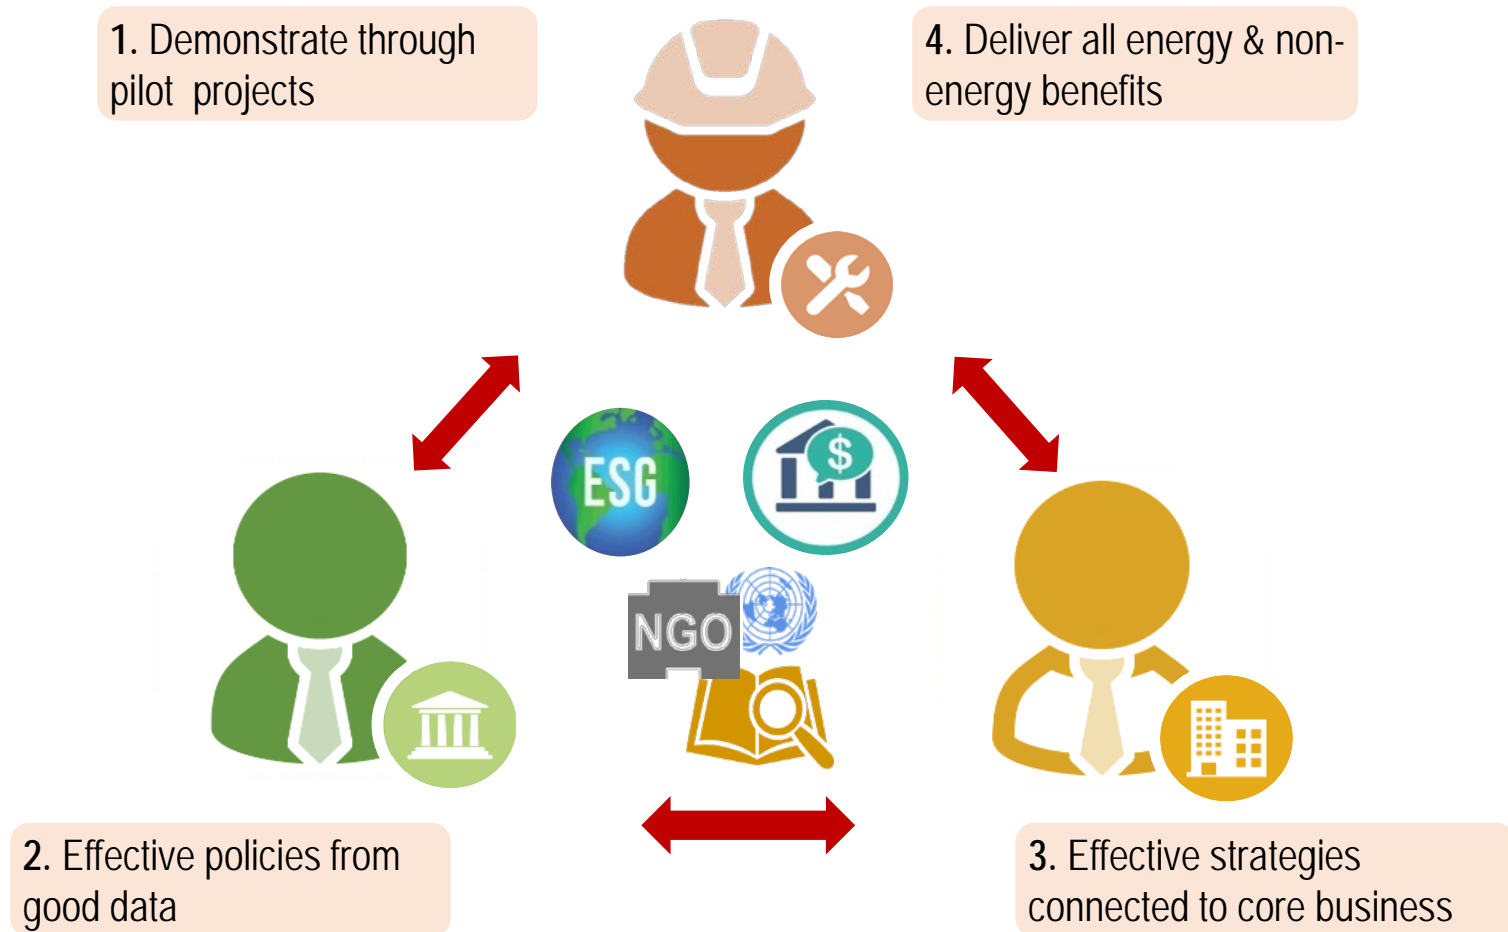 1. Demonstrate through
pilot projects
4. Deliver all energy & non-
energy benefits
$
ESG
NGO
2. Effective policies from
good data
3. Effective strategies
connected to core business